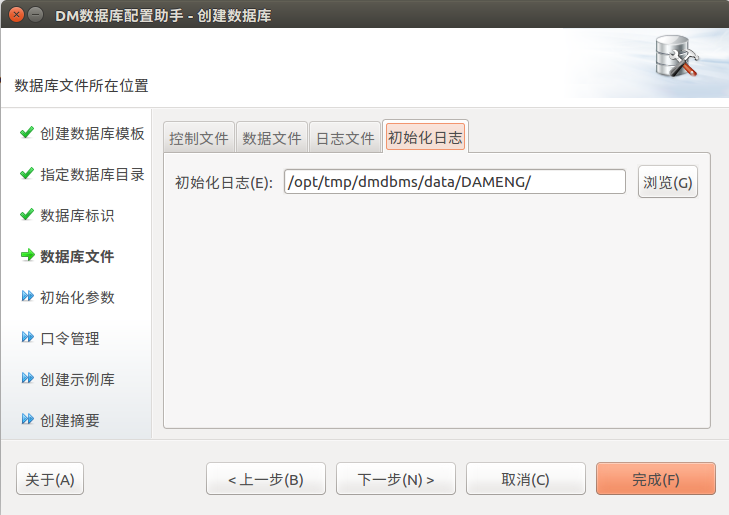 DM数据库配置助手 - 创建数据库
数据库文件所在位置
创建数据库模板
指定数据库目录
数据库标识
数据库文件
初始化参数
口令管理
创建示例库
创建摘要
控制文件 数据文件 日志文件 初始化日志
初始化日志(E): /opt/tmp/dmdbms/data/DAMENG/ 浏览(G)
关于(A) < 上一步(B) 下一步(N) > 取消(C) 完成(F)